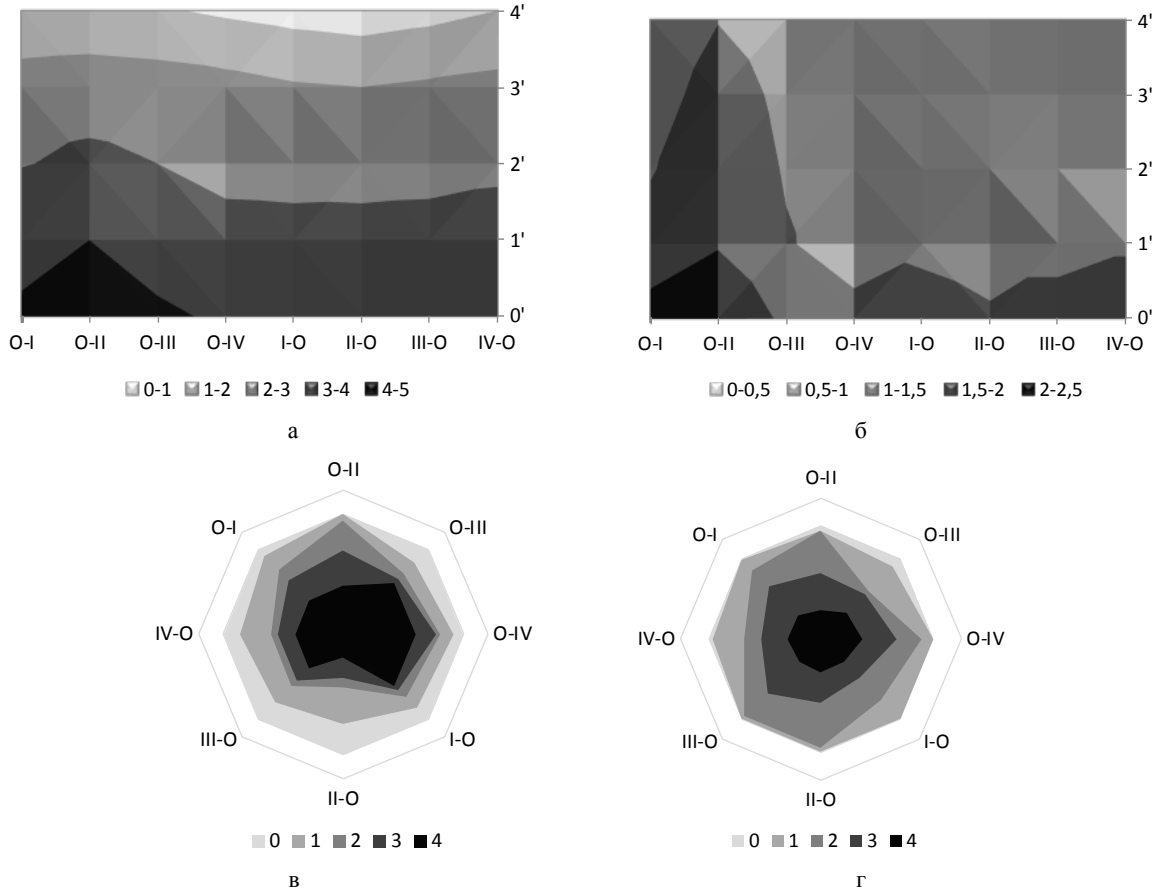 4'
3'
2'
1'
0'
O-I O-II O-III O-IV I-O II-O III-O IV-O
0-1 1-2 2-3 3-4 4-5
а
4'
3'
2'
1'
0'
O-I O-II O-III O-IV I-O II-O III-O IV-O
0-0,5 0,5-1 1-1,5 1,5-2 2-2,5
б
O-II
O-I O-III
IV-O O-IV
III-O I-O
II-O
0 1 2 3 4
в
O-II
O-I O-III
IV-O O-IV
III-O I-O
II-O
0 1 2 3 4
г